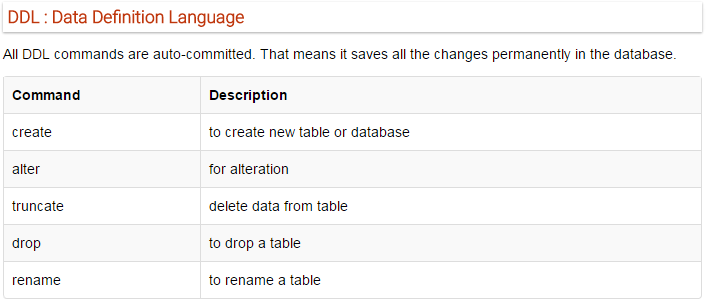 DDL : Data Definition Language
All DDL commands are auto-committed. That means it saves all the changes permanently in the database.
Command Description
create to create new table or database
alter for alteration
truncate delete data from table
drop to drop a table
rename to rename a table